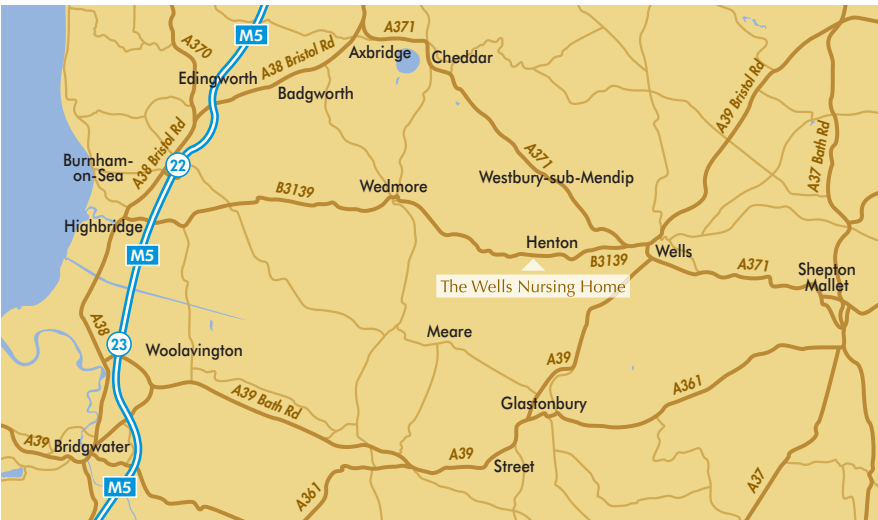 A371
M5
A370
A38 Bristol Rd
Axbridge
Cheddar
Edingworth
Badgworth
A39 Bristol Rd
A37 Bath Rd
A38 Bristol Rd
A371
Burnham-
on-Sea
22
Westbury-sub-Mendip
B3139
Wedmore
Highbridge
Henton
M5
B3139
Wells
A371
Shepton
Mallet
The Wells Nursing Home
A38
Meare
23
Woolavington
A39
A361
A39 Bath Rd
Glastonbury
A39
Bridgwater
A39
Street
M5
A361
A37